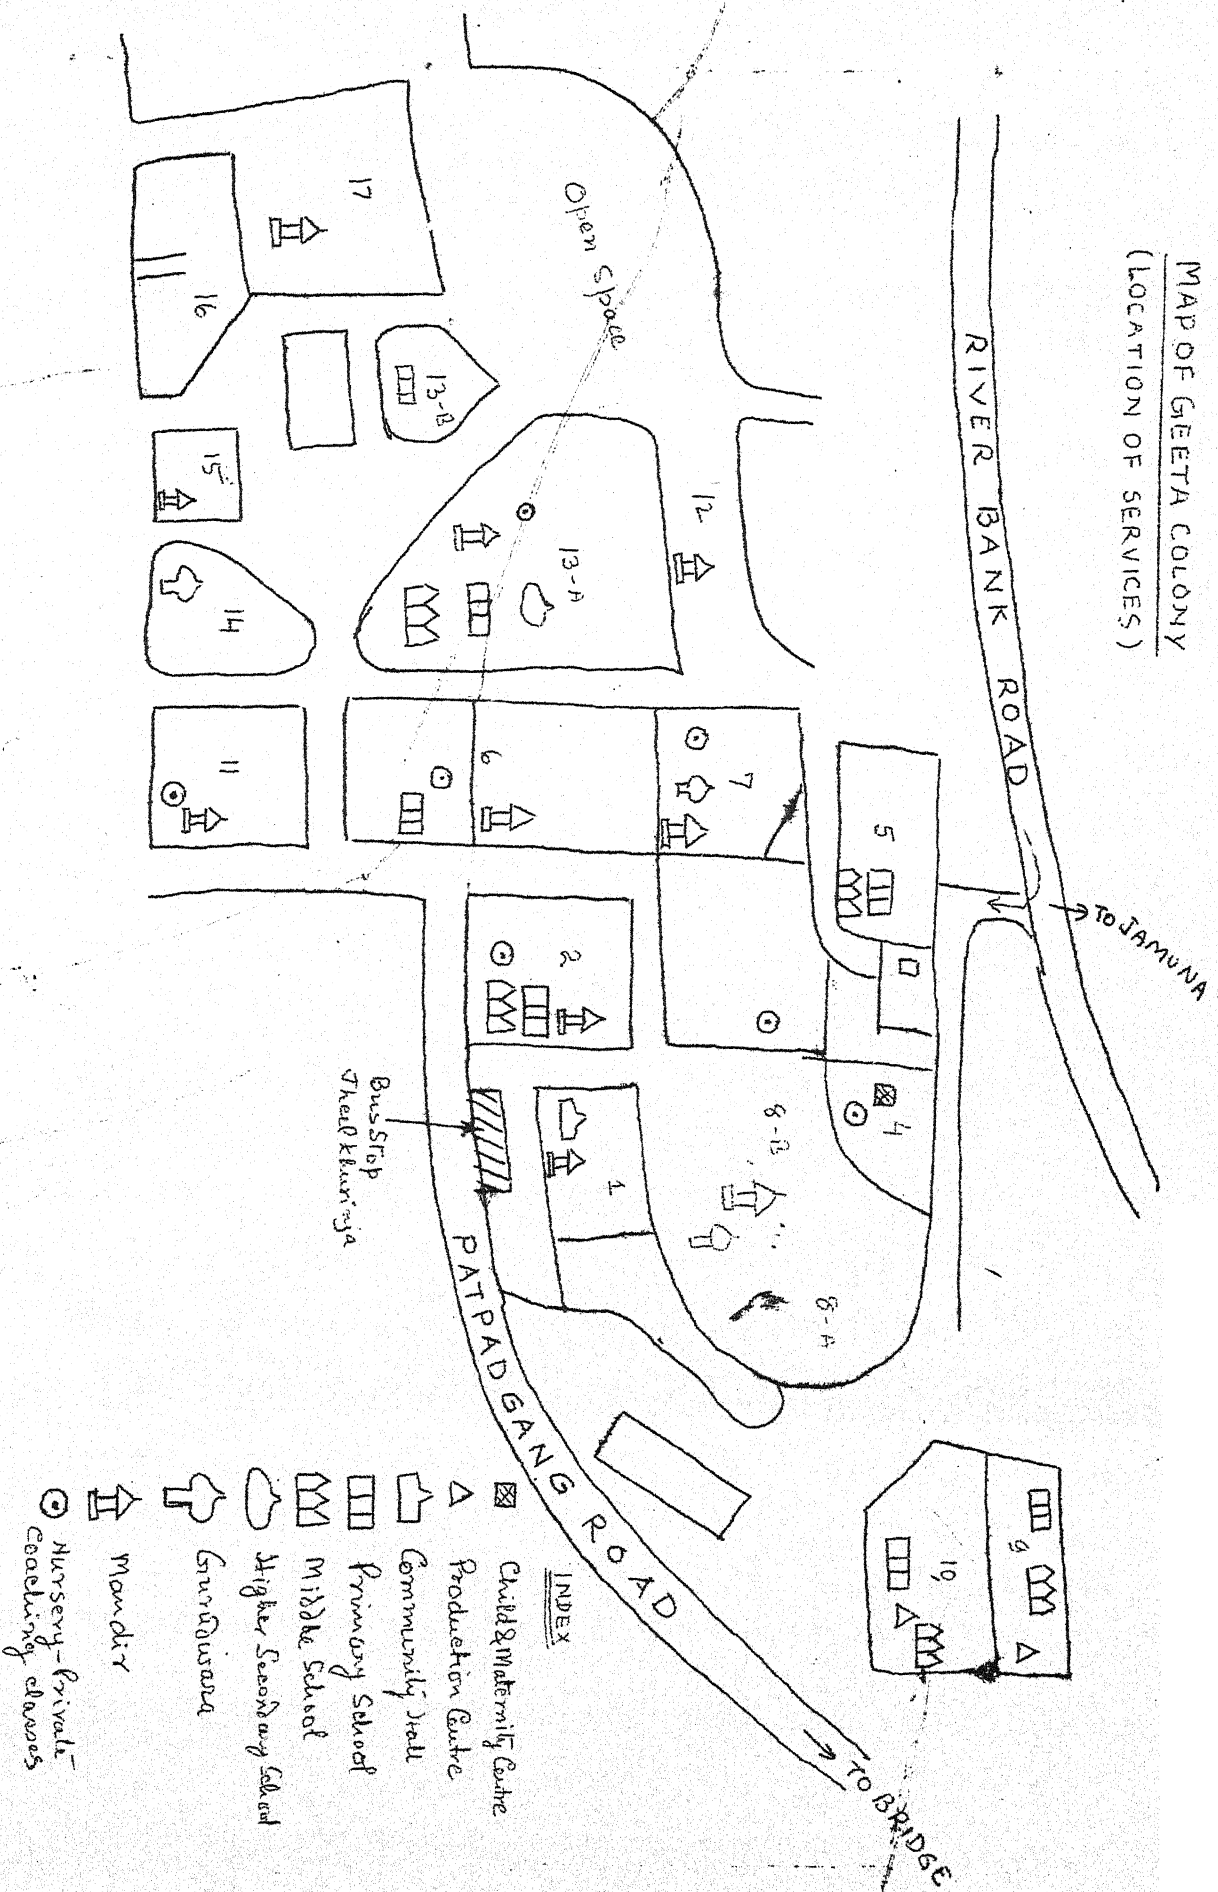 MAP OF GEETA COLONY
(LOCATION OF SERVICES)
RIVER BANK ROAD
TO JAMUNA
Open Space
17
16
13-B
15
12
13-A
14
11
6
7
5
2
4
8-B
1
8-A
Bus Stop
Jheel Khurinja
PATPADGANG ROAD
TO BRIDGE
9
10
INDEX
Child & Maternity Centre
Production Centre
Community Hall
Primary School
Middle School
Higher Secondary School
Gurudwara
Mandir
Nursery-Private
Coaching classes